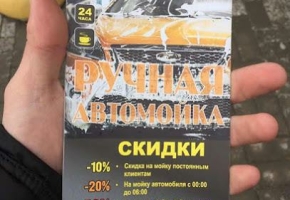 24
ЧАСА
РУЧНАЯ
АВТОМОЙКА
СКИДКИ
-10% • Скидка на мойку постоянным
клиентам
-20% • На мойку автомобиля с 00:00
до 06:00